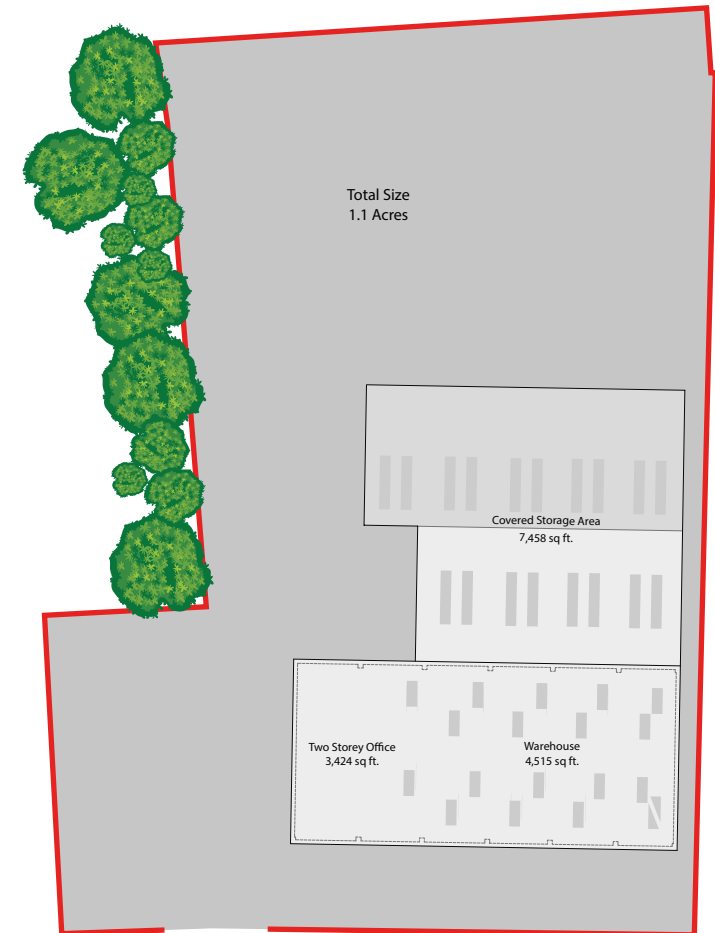 Total Size
1.1 Acres
Covered Storage Area
7,458 sq ft.
Two Storey Office
3,424 sq ft.
Warehouse
4,515 sq ft.